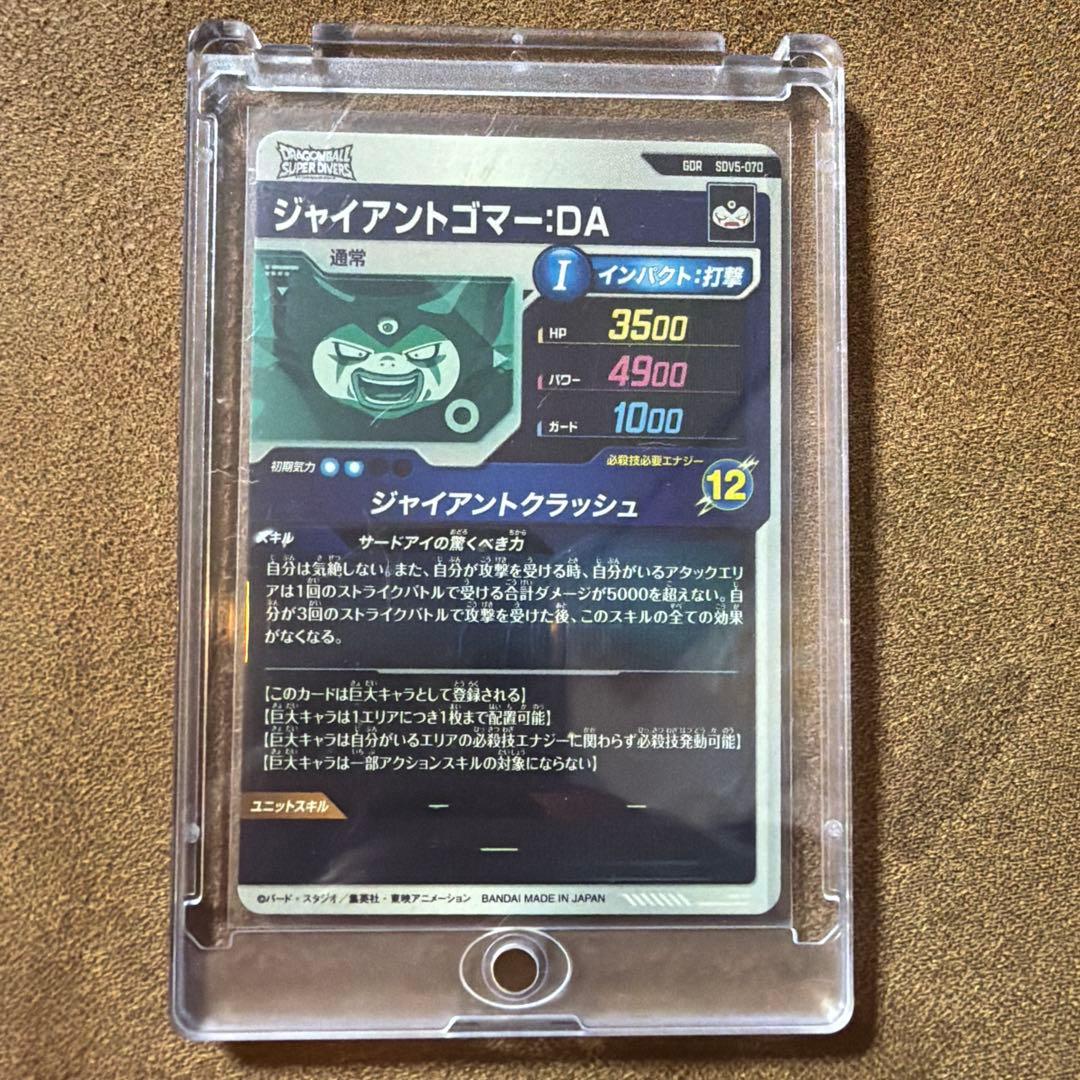 DRAGONBALL
SUPER DIVERS
GDR SDV5-070
ジャイアントゴマー:DA
通常
I インパクト:打撃
HP 3500
パワー 4900
ガード 1000
初期気力
必殺技必要エナジー
12
ジャイアントクラッシュ
スキル サードアイの驚くべき力
自分は気絶しない。また、自分が攻撃を受ける時、自分がいるアタックエリ
アは1回のストライクバトルで受ける合計ダメージが5000を超えない。自
分が3回のストライクバトルで攻撃を受けた後、このスキルの全ての効果
がなくなる。
【このカードは巨大キャラとして登録される】
【巨大キャラは1エリアにつき1枚まで配置可能】
【巨大キャラは自分がいるエリアの必殺技エナジーに関わらず必殺技発動可能】
【巨大キャラは一部アクションスキルの対象にならない】
ユニットスキル
©バード・スタジオ/集英社・東映アニメーション BANDAI MADE IN JAPAN